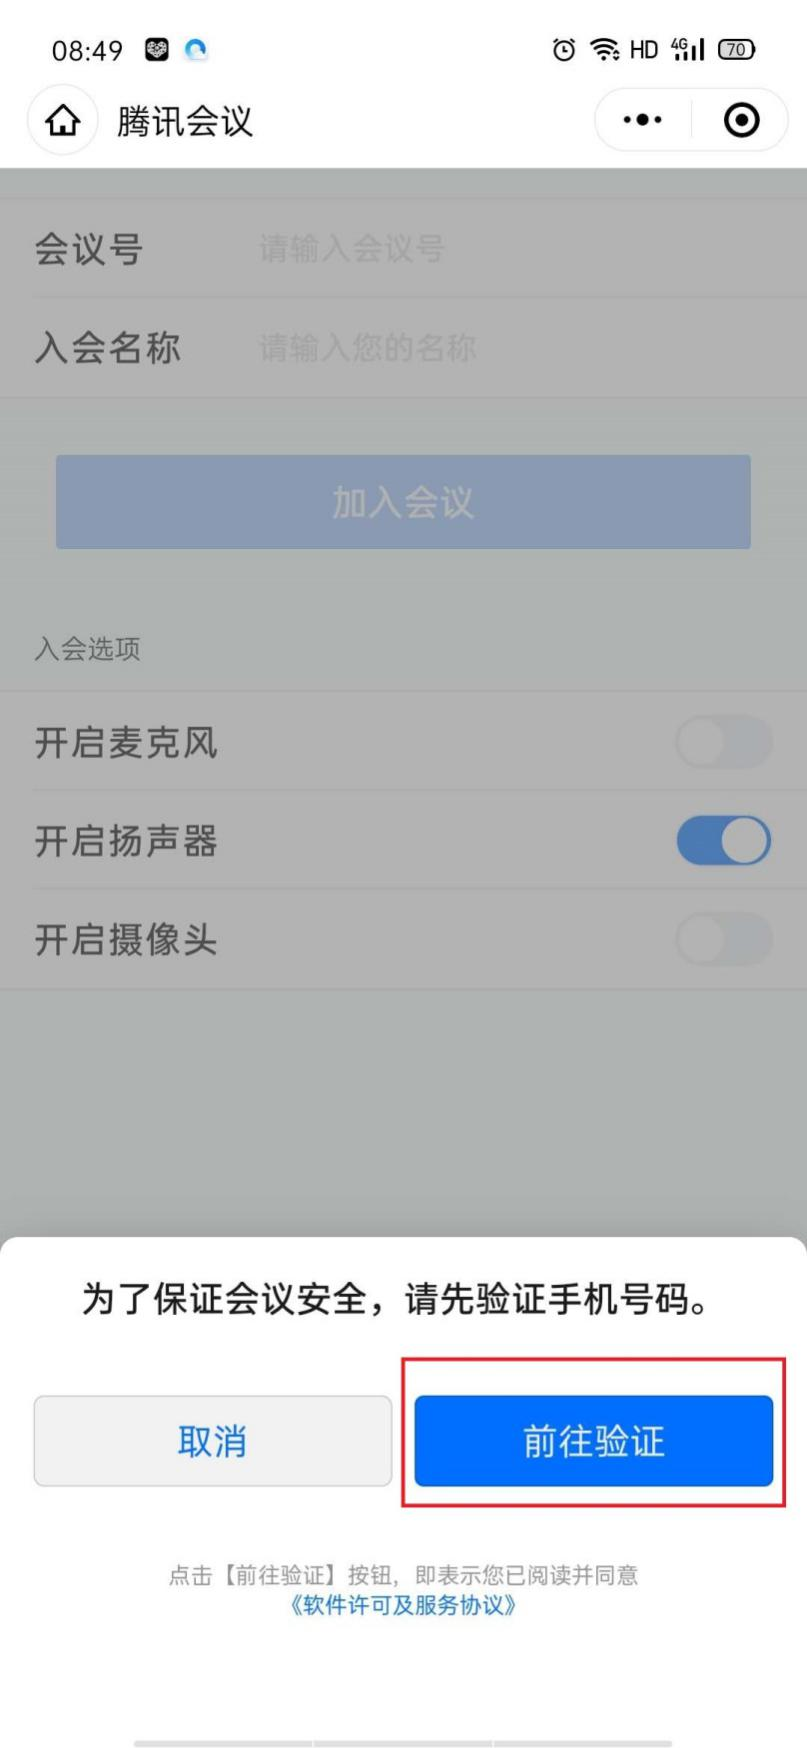 08:49
HD 4G 70
腾讯会议
会议号 请输入会议号
入会名称 请输入您的名称
加入会议
入会选项
开启麦克风
开启扬声器
开启摄像头
为了保证会议安全，请先验证手机号码。
取消 前往验证
点击【前往验证】按钮，即表示您已阅读并同意
《软件许可及服务协议》